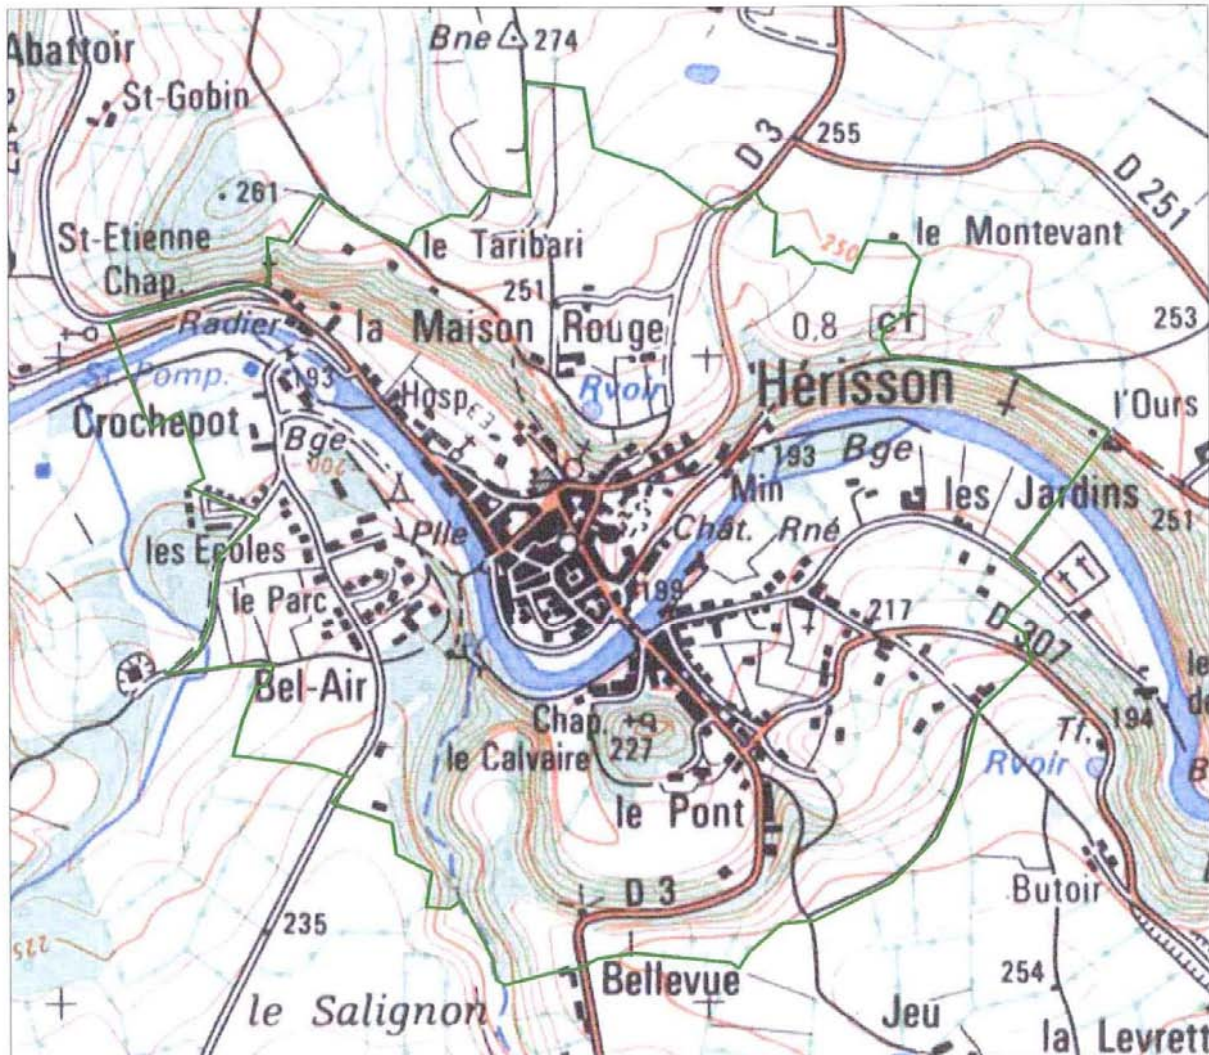 Abattoir
Bne 274
St-Gobin
D 3
255
D 251
261
St-Etienne
Chap.
le Taribari
250
le Montevant
251
Radier
la Maison Rouge
0,8
253
St. Pomp.
193
Hosp.
Rvoir
Hérisson
l'Ours
Crochepot
Bge
200
193
Bge
Min
les Jardins
251
les Ecoles
Plle
Chât. Rné
le Parc
199
217
D 307
Bel-Air
Chap.
227
194
le Calvaire
Tf.
Rvoir
le Pont
D 3
Butoir
235
225
Bellevue
254
le Salignon
Jeu
la Levrett